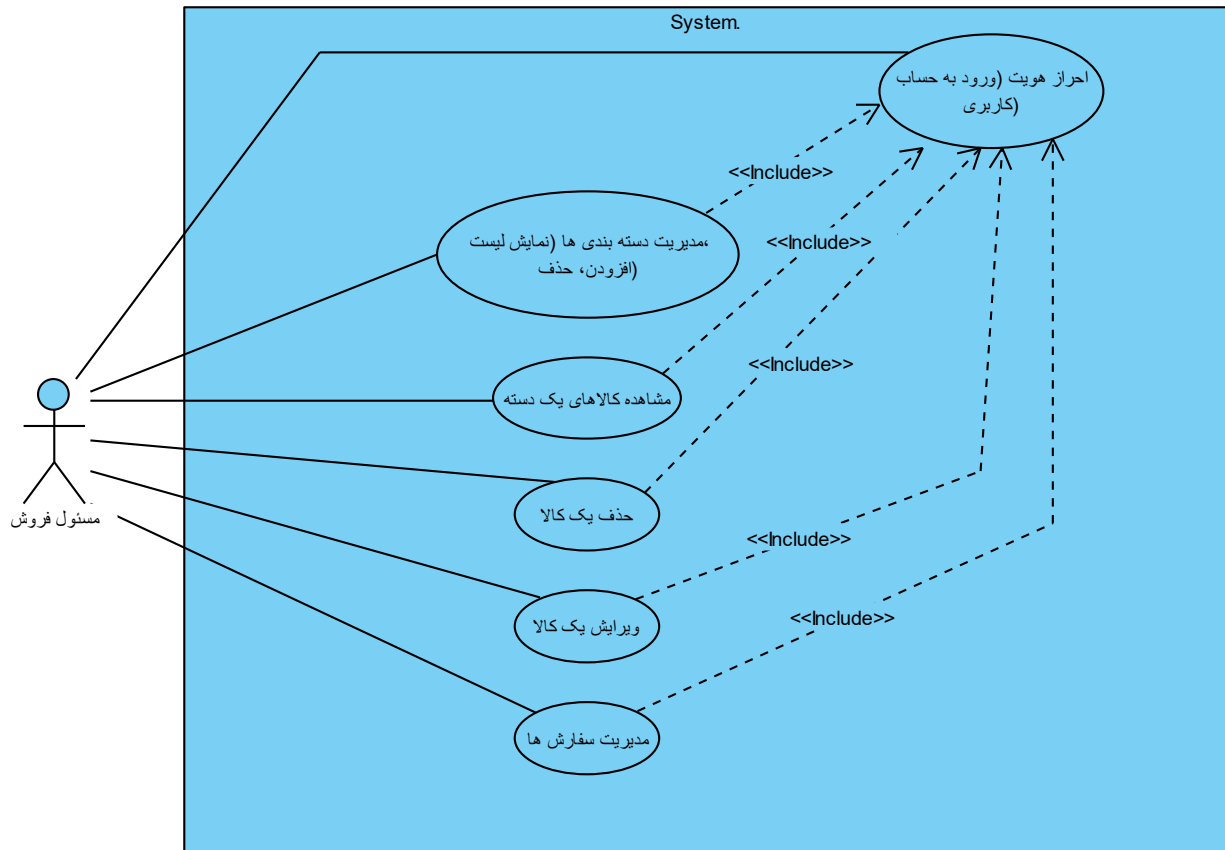 System.
احراز هویت (ورود به حساب
کاربری)
<<Include>>
مدیریت دسته بندی ها (نمایش لیست،
افزودن، حذف)
<<Include>>
<<Include>>
مشاهده کالاهای یک دسته
حذف یک کالا
مسئول فروش
<<Include>>
ویرایش یک کالا
<<Include>>
مدیریت سفارش ها